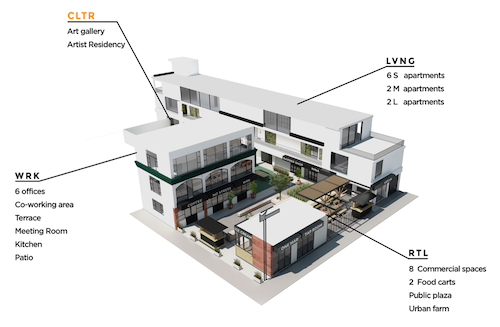 CLTR
Art gallery
Artist Residency
LVNG
6 S apartments
2 M apartments
2 L apartments
WRK
6 offices
Co-working area
Terrace
Meeting Room
Kitchen
Patio
RTL
8 Commercial spaces
2 Food carts
Public plaza
Urban farm